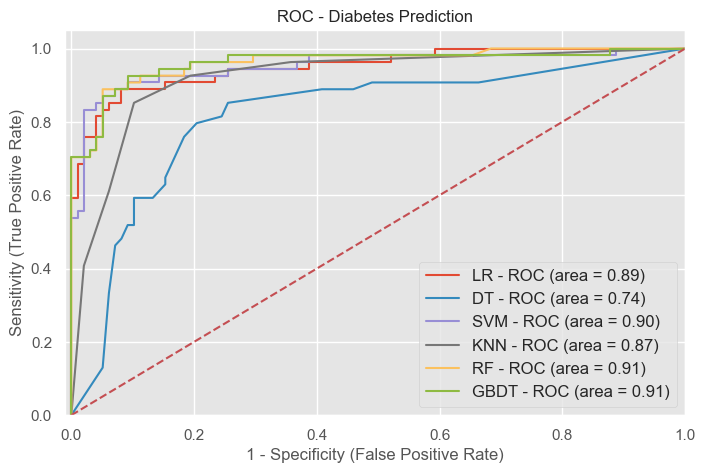 ROC - Diabetes Prediction
Sensitivity (True Positive Rate)
1.0
0.8
0.6
0.4
0.2
0.0
LR - ROC (area = 0.89)
DT - ROC (area = 0.74)
SVM - ROC (area = 0.90)
KNN - ROC (area = 0.87)
RF - ROC (area = 0.91)
GBDT - ROC (area = 0.91)
0.0 0.2 0.4 0.6 0.8 1.0
1 - Specificity (False Positive Rate)